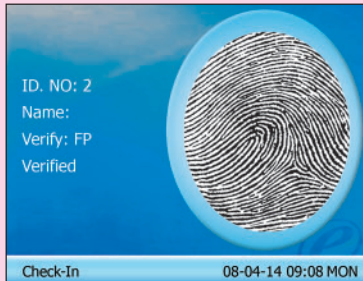 ID. NO: 2
Name:
Verify: FP
Verified
Check-In 08-04-14 09:08 MON